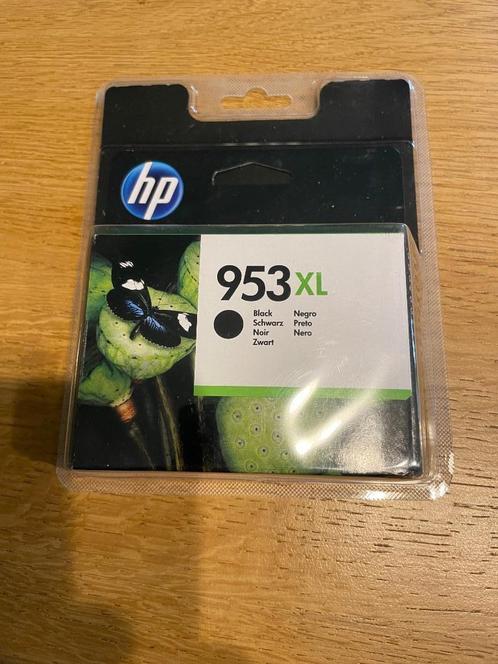 hp
953XL
Black Negro
Schwarz Preto
Noir Nero
Zwart